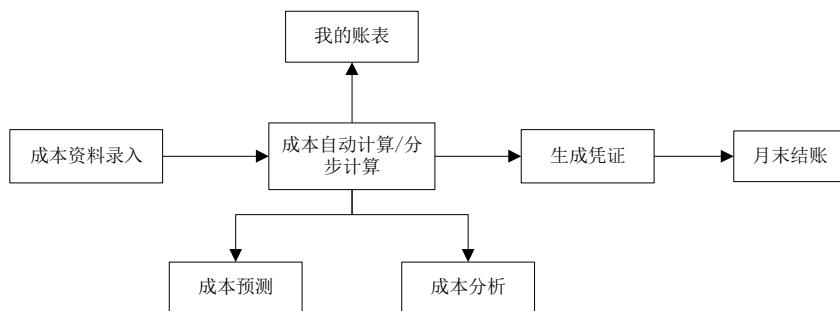 我的账表
成本资料录入
成本自动计算/分
步计算
生成凭证
月末结账
成本预测
成本分析